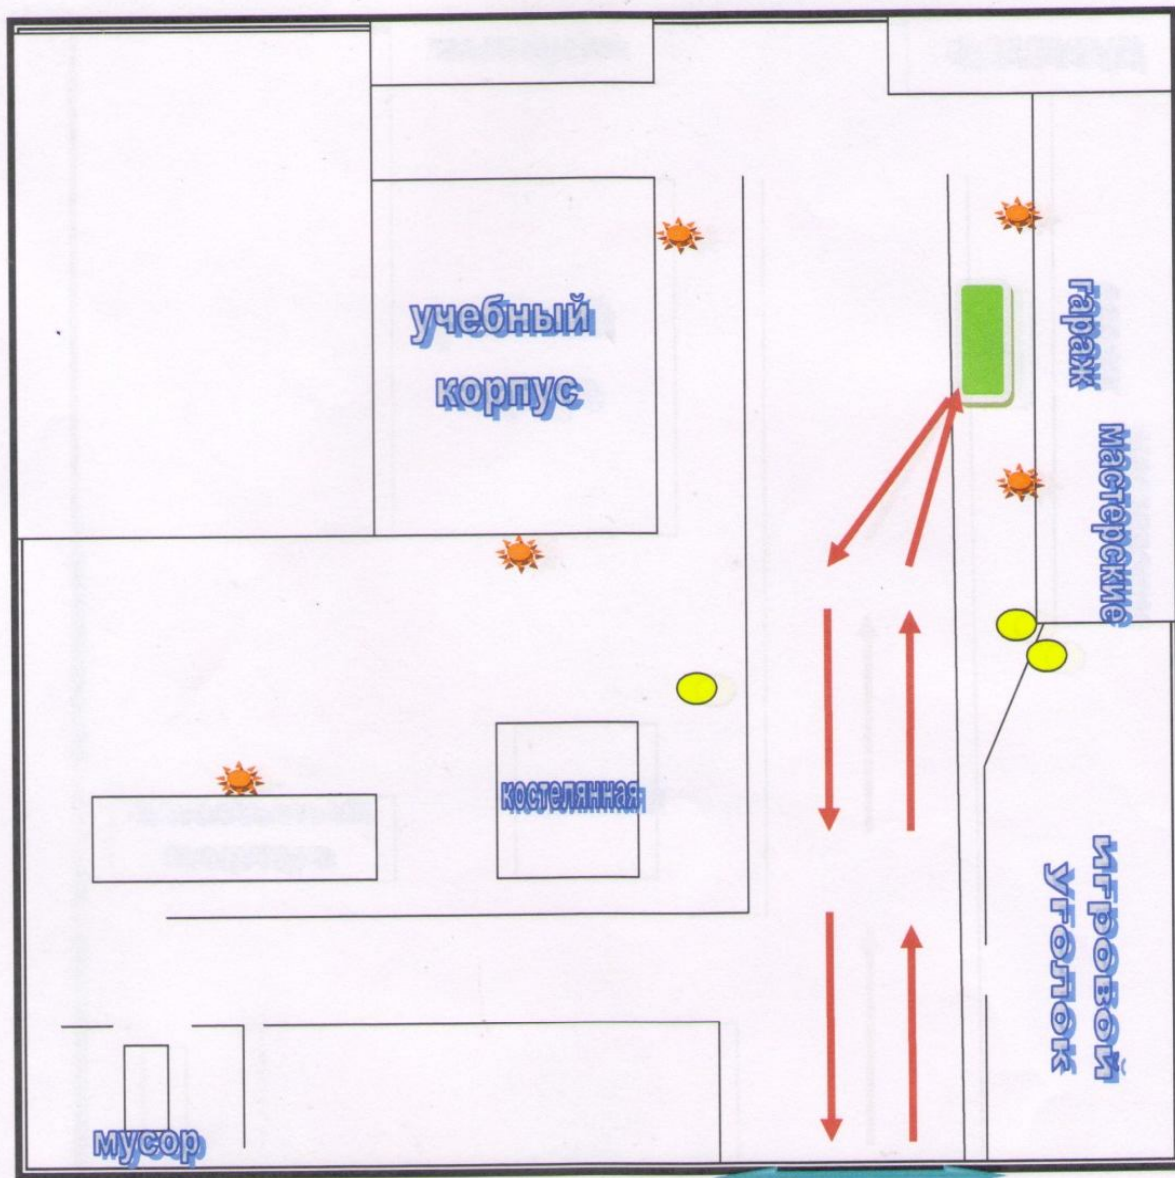 учебный
корпус
гараж
мастерские
костелянная
игровой
уголок
мусор